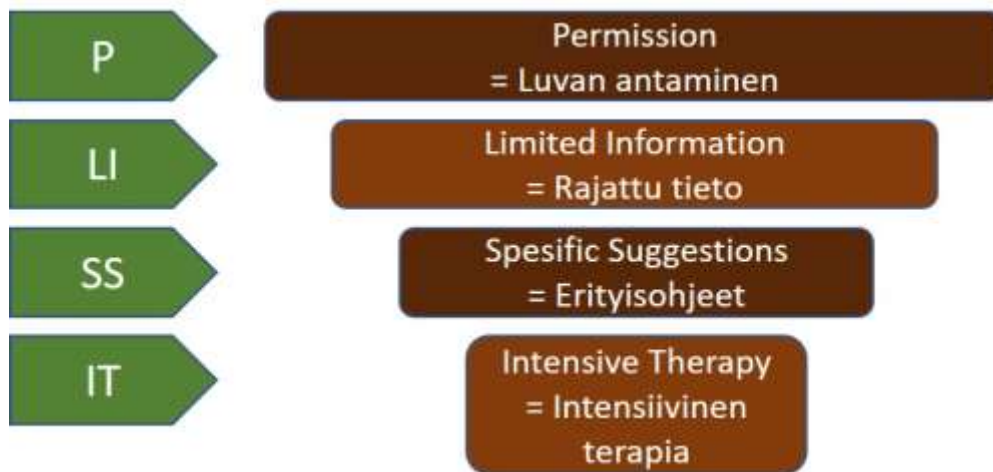 P
Permission
= Luvan antaminen
LI
Limited Information
= Rajattu tieto
SS
Spesific Suggestions
= Erityisohjeet
IT
Intensive Therapy
= Intensiivinen
terapia